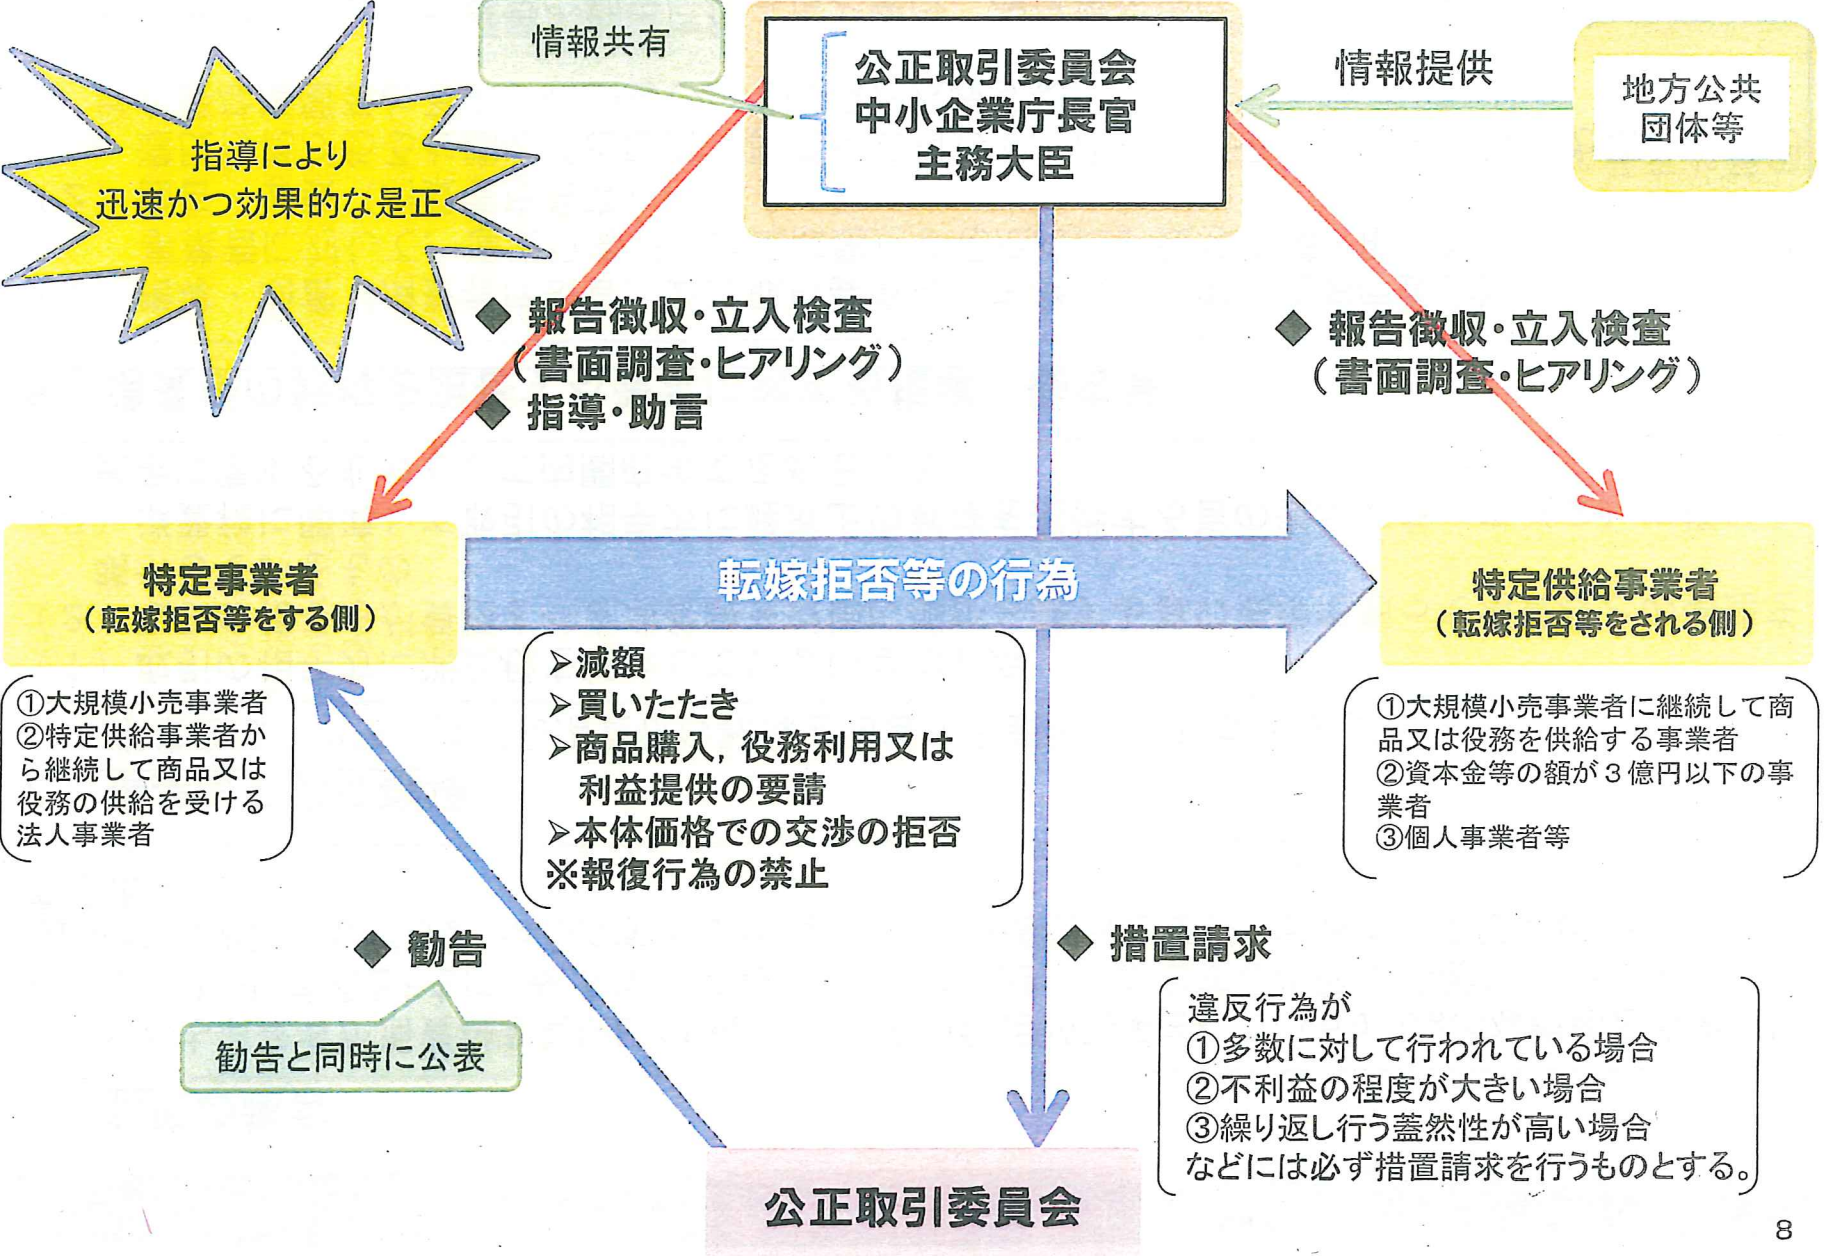 情報共有
公正取引委員会
中小企業庁長官
主務大臣
情報提供
地方公共
団体等
指導により
迅速かつ効果的な是正
◆ 報告徴収・立入検査
（書面調査・ヒアリング）
◆ 指導・助言
◆ 報告徴収・立入検査
（書面調査・ヒアリング）
特定事業者
（転嫁拒否等をする側）
転嫁拒否等の行為
特定供給事業者
（転嫁拒否等をされる側）
①大規模小売事業者
②特定供給事業者か
ら継続して商品又は
役務の供給を受ける
法人事業者
➢減額
➢買いたたき
➢商品購入，役務利用又は
利益提供の要請
➢本体価格での交渉の拒否
※報復行為の禁止
①大規模小売事業者に継続して商
品又は役務を供給する事業者
②資本金等の額が３億円以下の事
業者
③個人事業者等
◆ 勧告
勧告と同時に公表
◆ 措置請求
違反行為が
①多数に対して行われている場合
②不利益の程度が大きい場合
③繰り返し行う蓋然性が高い場合
などには必ず措置請求を行うものとする。
公正取引委員会
8